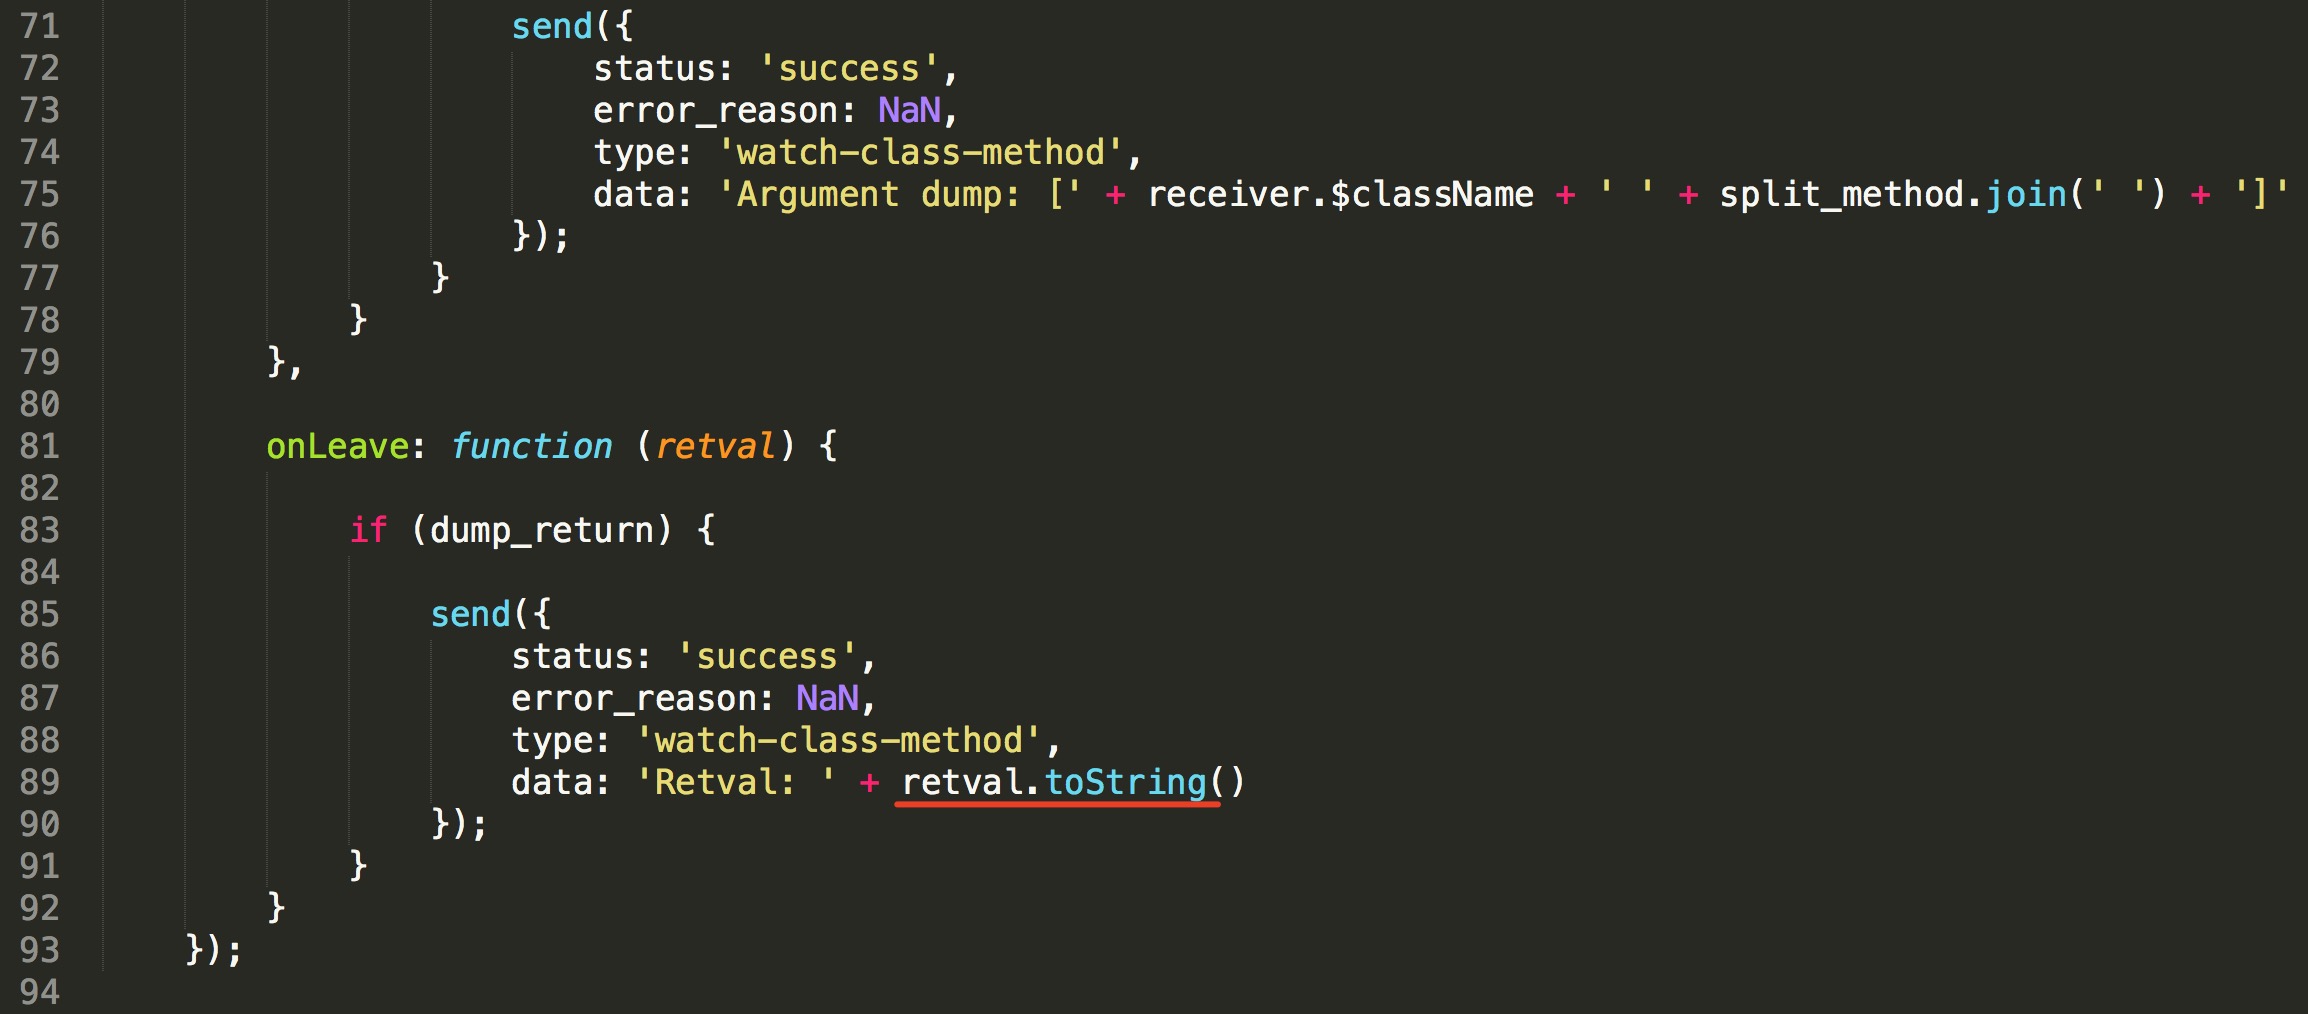 71 send({
72 status: 'success',
73 error_reason: NaN,
74 type: 'watch-class-method',
75 data: 'Argument dump: [' + receiver.$className + ' ' + split_method.join(' ') + ']'
76 });
77 }
78 }
79 },
80
81 onLeave: function (retval) {
82
83 if (dump_return) {
84
85 send({
86 status: 'success',
87 error_reason: NaN,
88 type: 'watch-class-method',
89 data: 'Retval: ' + retval.toString()
90 });
91 }
92 }
93 });
94